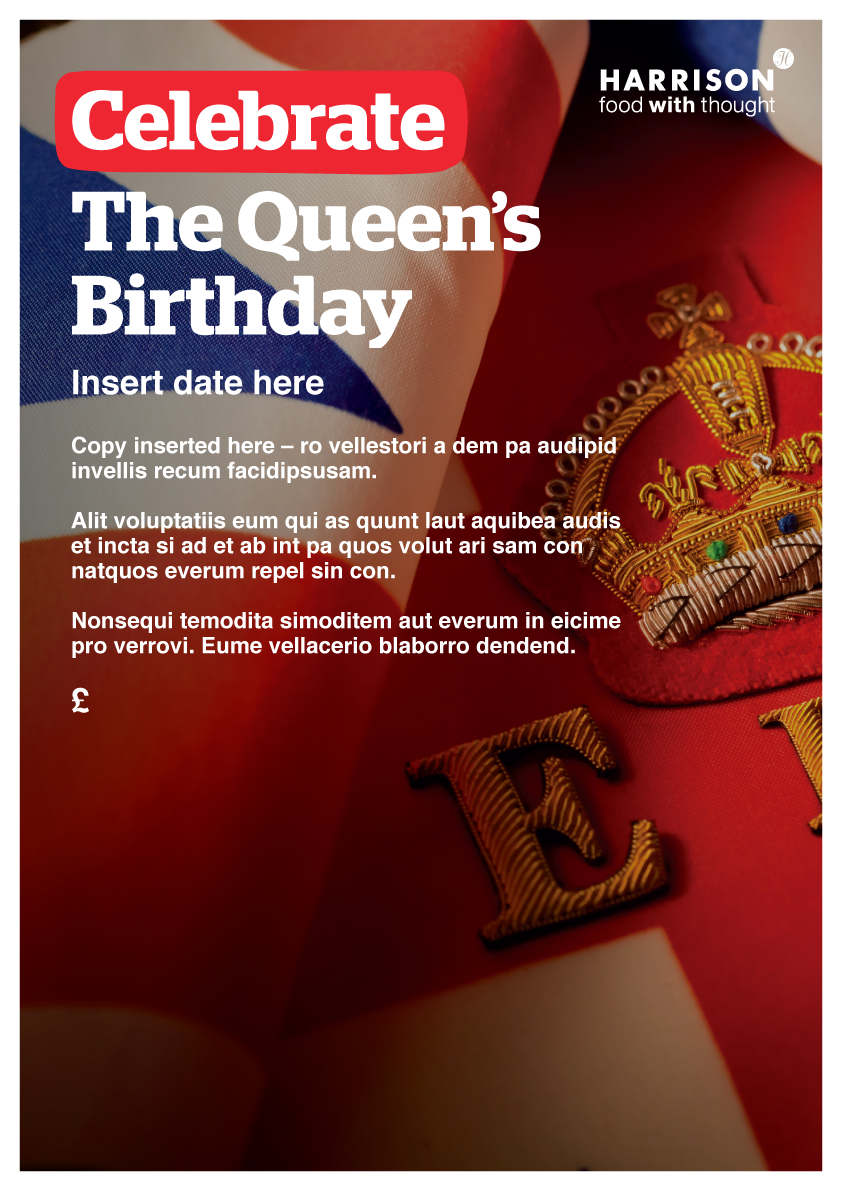 Celebrate
HARRISON
food with thought
The Queen's
Birthday
Insert date here
Copy inserted here – ro vellestori a dem pa audipid
invellis recum facidipsusam.
Alit voluptatiis eum qui as quunt laut aquibea audis
et incta si ad et ab int pa quos volut ari sam con
natquos everum repel sin con.
Nonsequi temodita simoditem aut everum in eicime
pro verrovi. Eume vellacerio blaborro dendend.
£
E